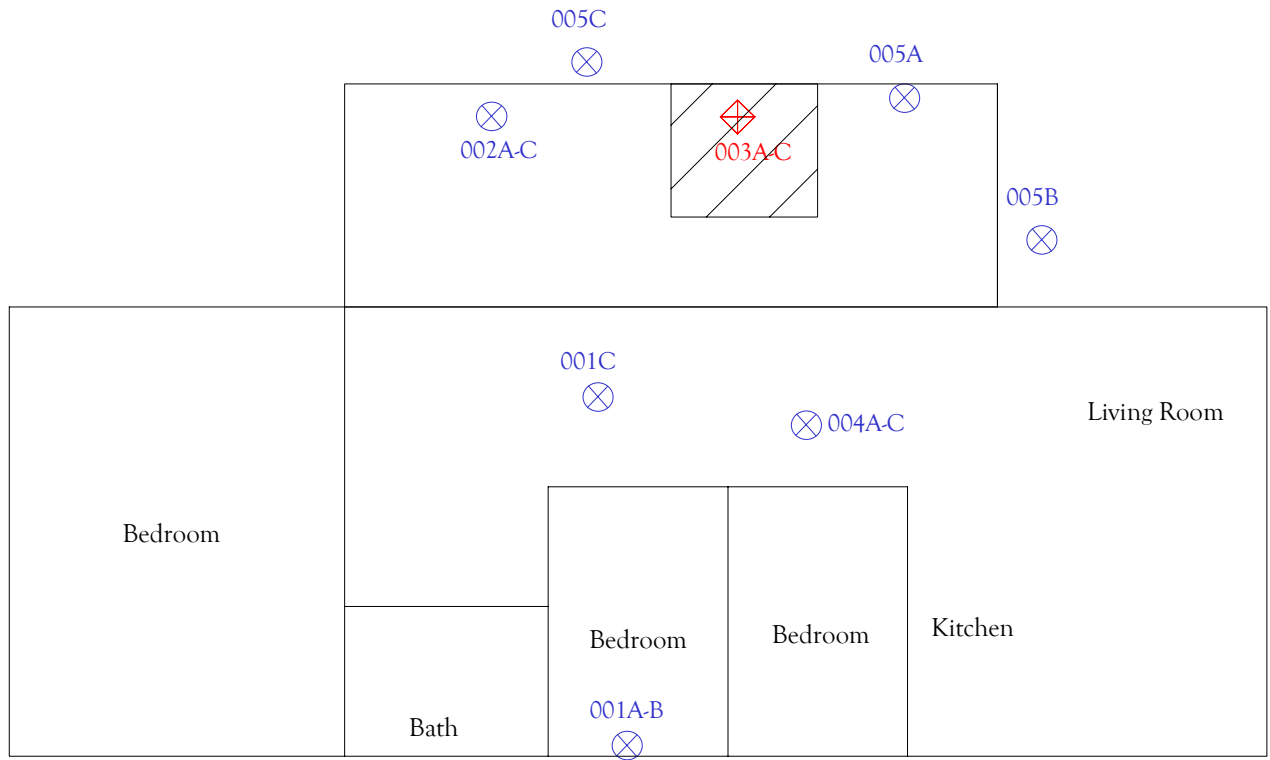 005C
005A
002A-C
003A-C
005B
001C
Living Room
004A-C
Bedroom
Bedroom
Bedroom
Kitchen
001A-B
Bath